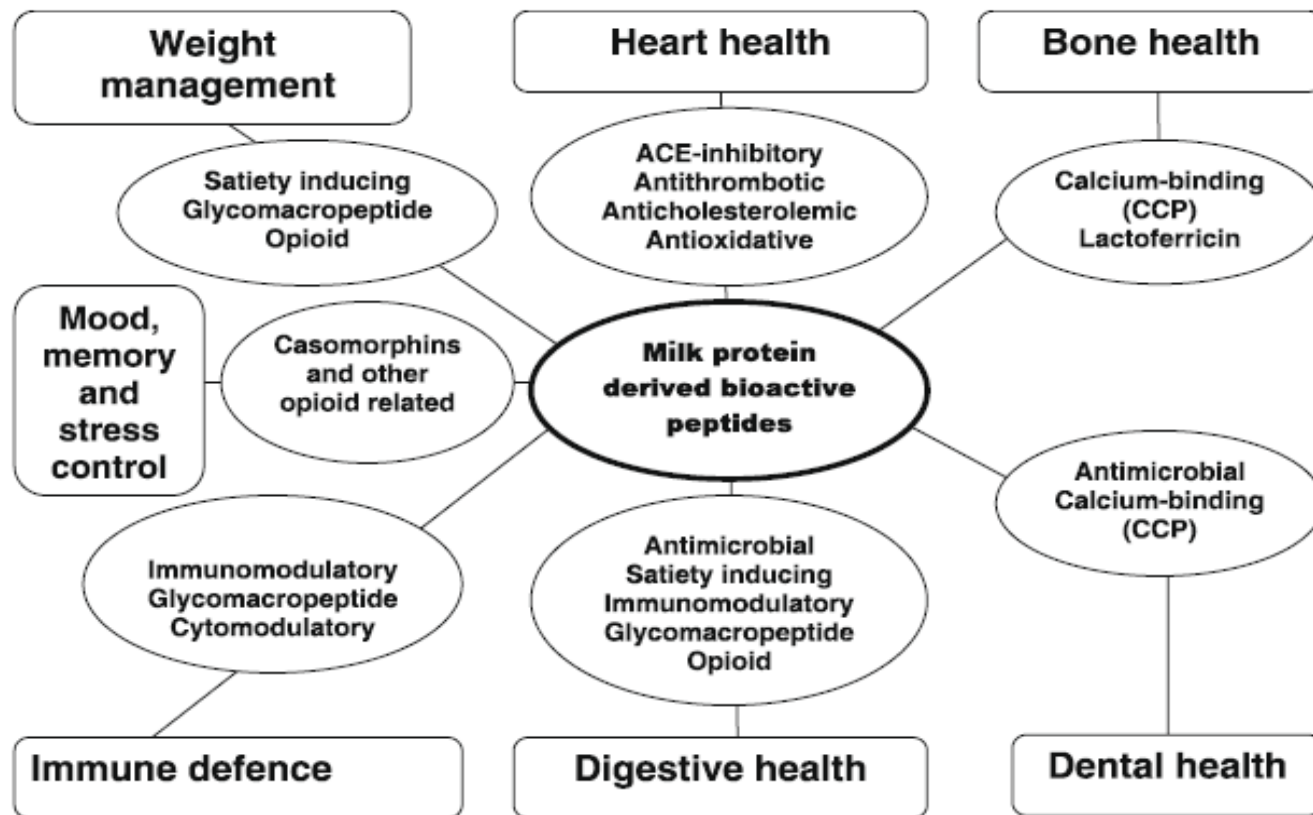 Weight
management
Heart health
Bone health
Satiety inducing
Glycomacropeptide
Opioid
ACE-inhibitory
Antithrombotic
Anticholesterolemic
Antioxidative
Calcium-binding
(CCP)
Lactoferricin
Mood,
memory
and
stress
control
Casomorphins
and other
opioid related
Milk protein
derived bioactive
peptides
Immunomodulatory
Glycomacropeptide
Cytomodulatory
Antimicrobial
Satiety inducing
Immunomodulatory
Glycomacropeptide
Opioid
Antimicrobial
Calcium-binding
(CCP)
Immune defence
Digestive health
Dental health